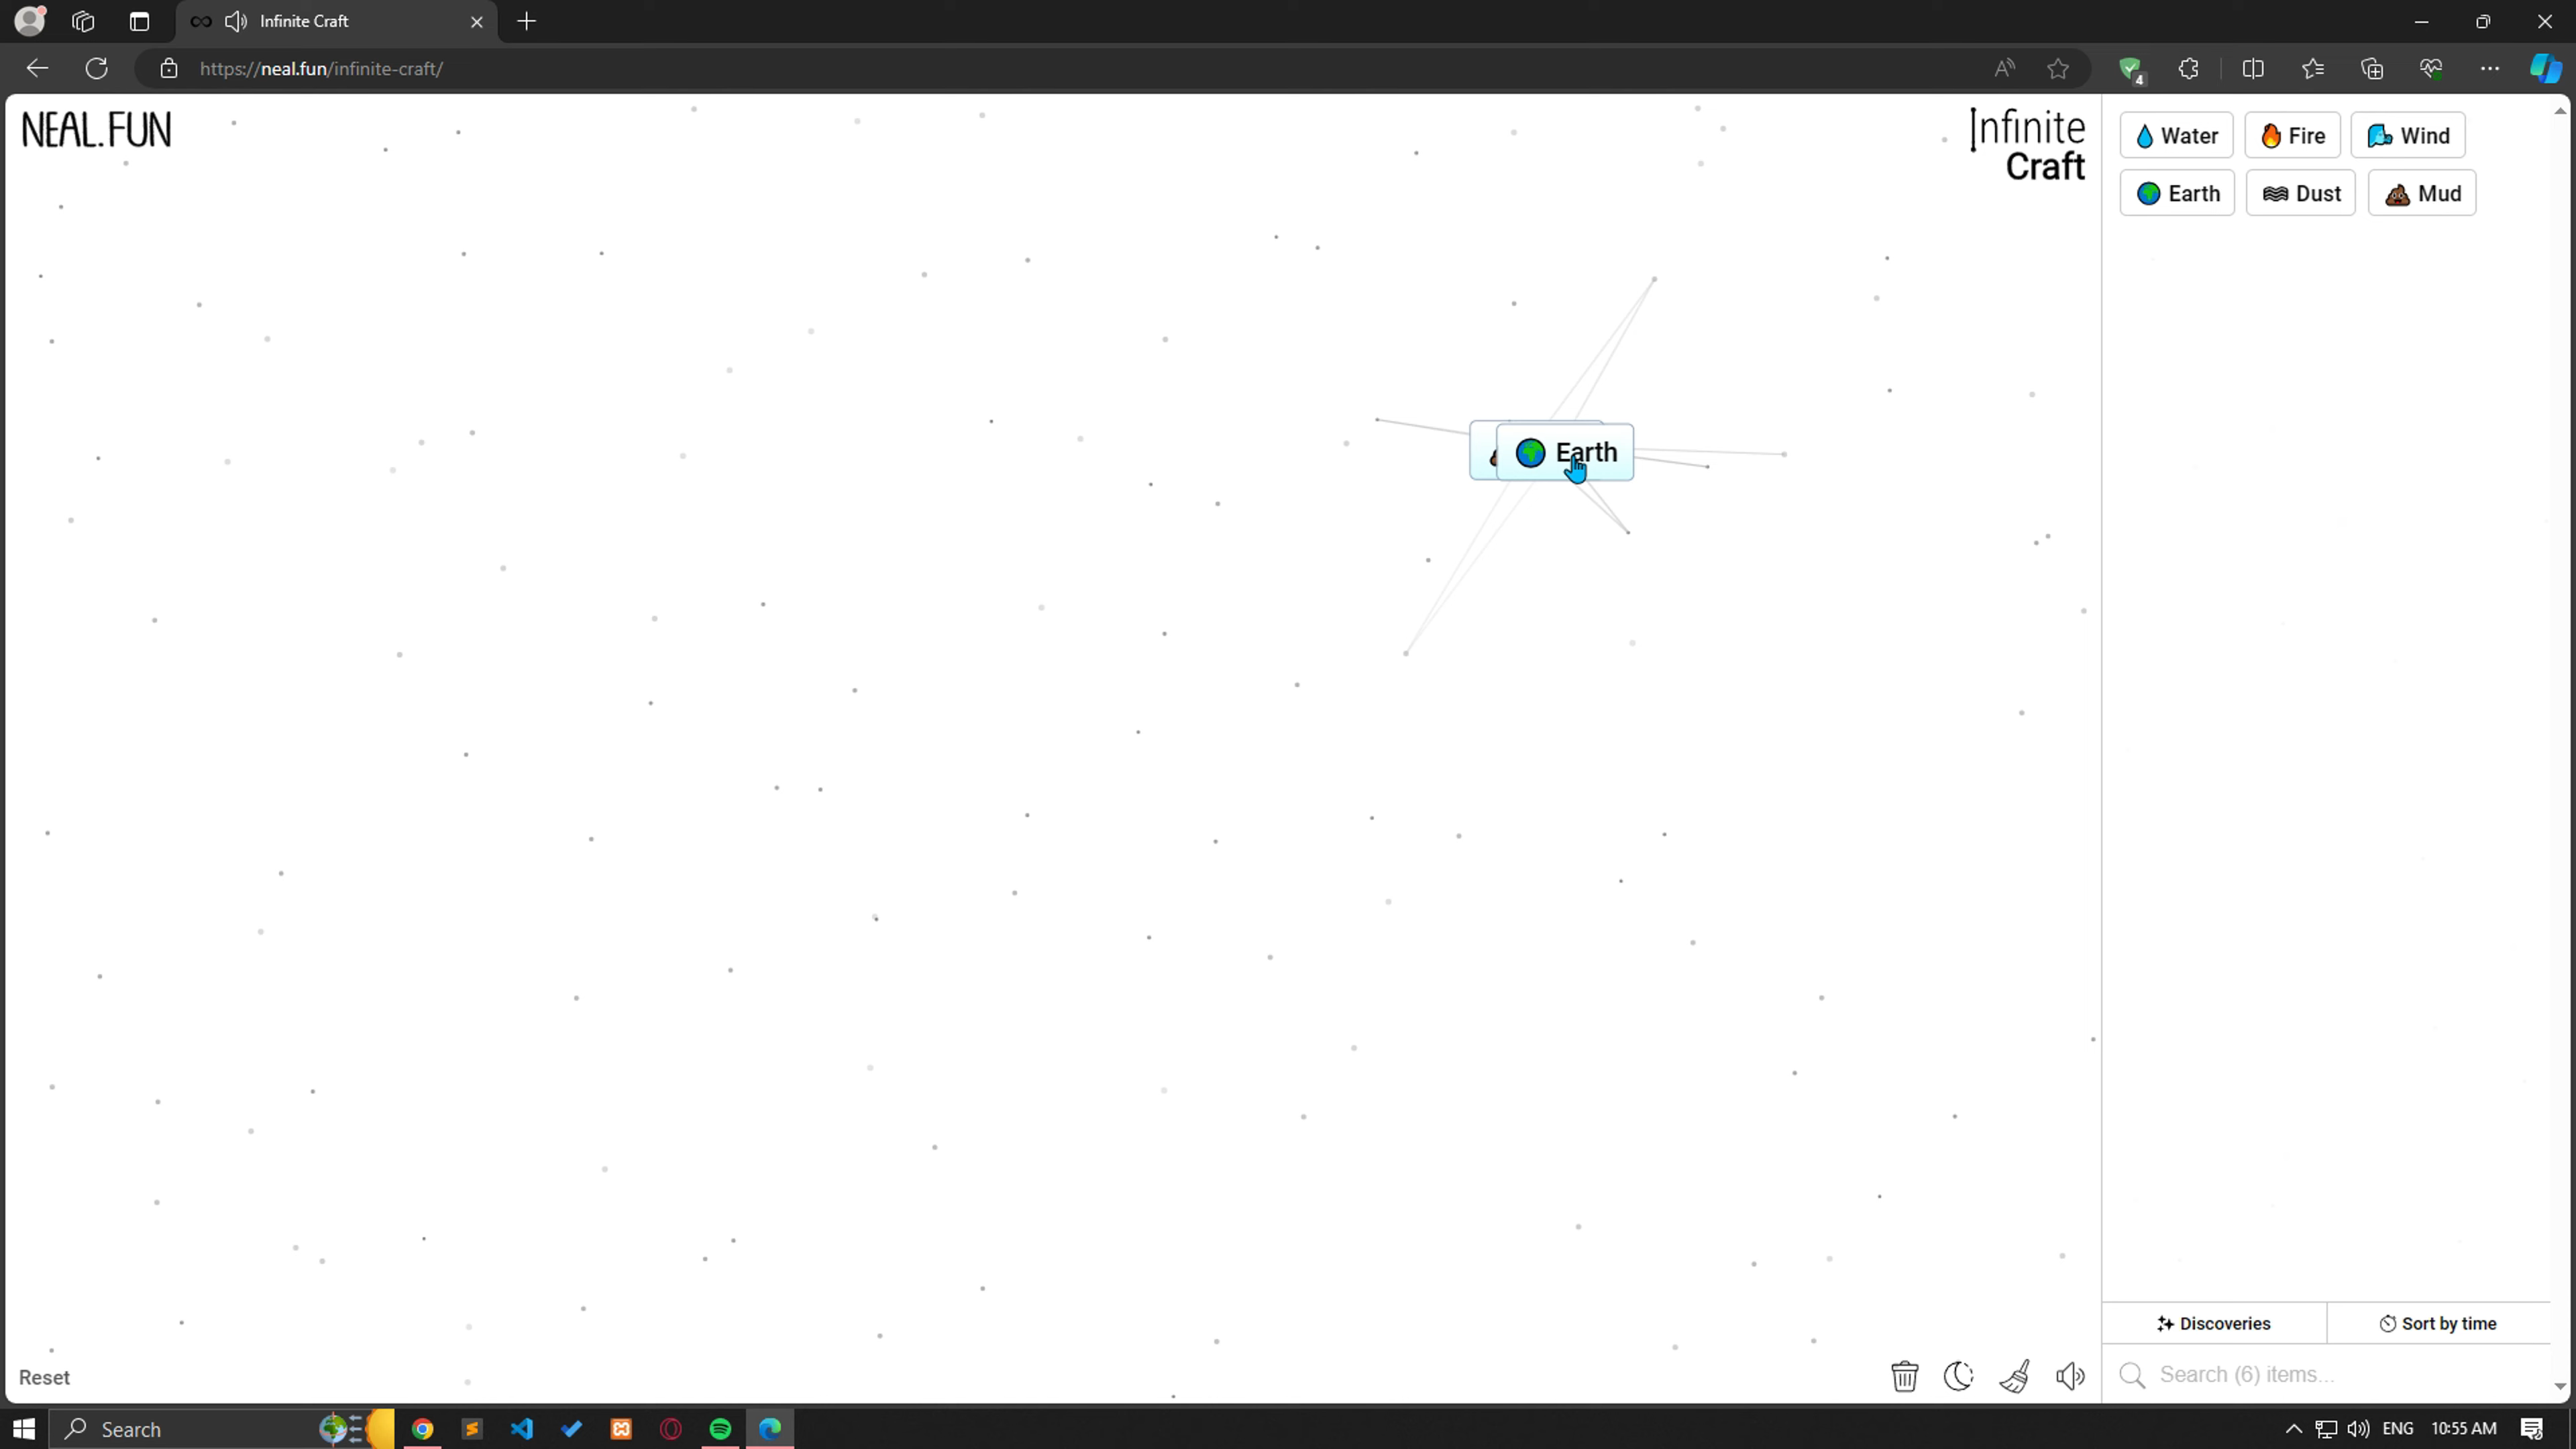 Infinite Craft
https://neal.fun/infinite-craft/
4
NEAL.FUN
Infinite
Craft
Water
Fire
Wind
Earth
Dust
Mud
Earth
Discoveries
Sort by time
Reset
Search (6) items...
Search
ENG
10:55 AM